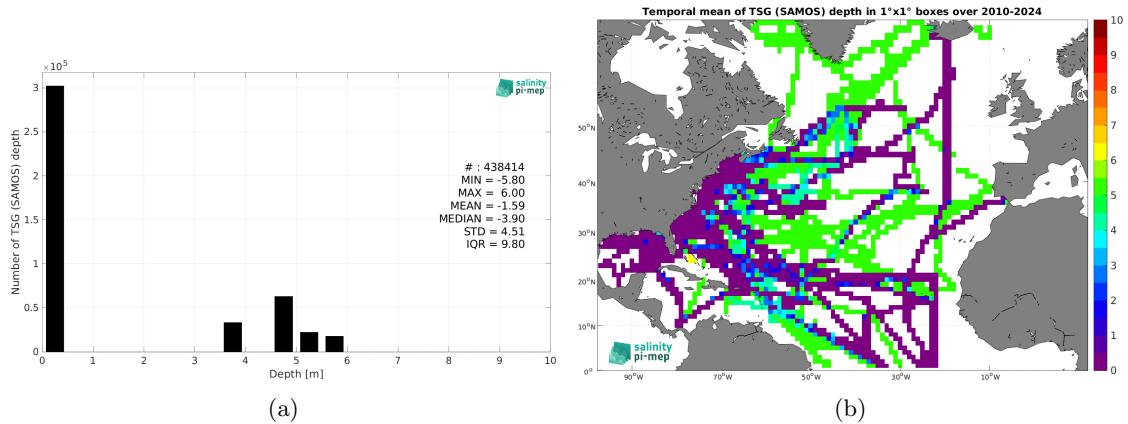 ×10⁵
3
2.5
2
1.5
1
0.5
0
Number of TSG (SAMOS) depth
salinity
pi-mep
# : 438414
MIN = -5.80
MAX = 6.00
MEAN = -1.59
MEDIAN = -3.90
STD = 4.51
IQR = 9.80
0 1 2 3 4 5 6 7 8 9 10
Depth [m]
(a)
Temporal mean of TSG (SAMOS) depth in 1°x1° boxes over 2010-2024
50°N
40°N
30°N
20°N
10°N
0°
90°W 70°W 50°W 30°W 10°W
salinity
pi-mep
10
9
8
7
6
5
4
3
2
1
0
(b)